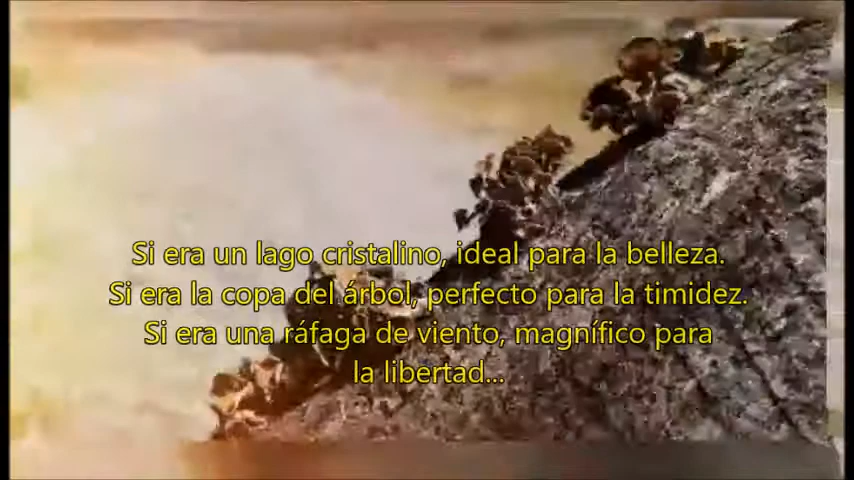 Si era un lago cristalino, ideal para la belleza.
Si era la copa del árbol, perfecto para la timidez.
Si era una ráfaga de viento, magnífico para
la libertad...